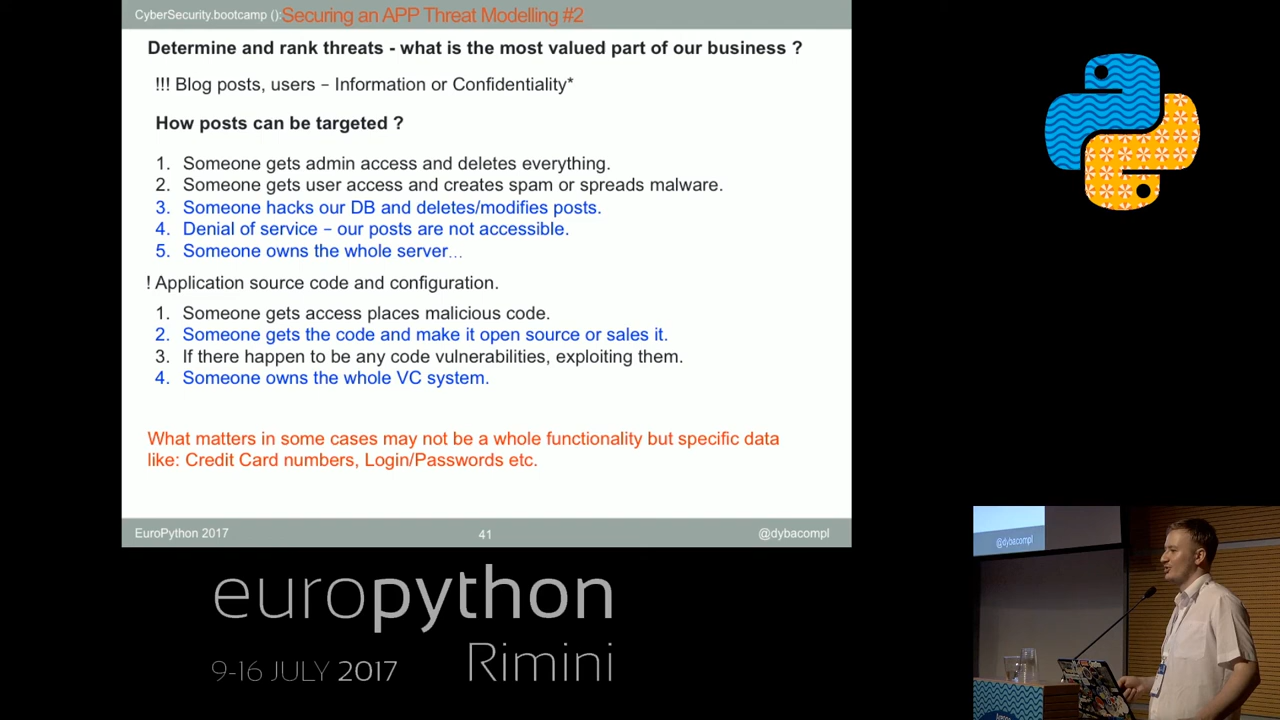 CyberSecurity.bootcamp ():Securing an APP Threat Modelling #2
Determine and rank threats - what is the most valued part of our business ?
!!! Blog posts, users – Information or Confidentiality*
How posts can be targeted ?
1. Someone gets admin access and deletes everything.
2. Someone gets user access and creates spam or spreads malware.
3. Someone hacks our DB and deletes/modifies posts.
4. Denial of service – our posts are not accessible.
5. Someone owns the whole server…
! Application source code and configuration.
1. Someone gets access places malicious code.
2. Someone gets the code and make it open source or sales it.
3. If there happen to be any code vulnerabilities, exploiting them.
4. Someone owns the whole VC system.
What matters in some cases may not be a whole functionality but specific data
like: Credit Card numbers, Login/Passwords etc.
EuroPython 2017
41
@dybacompl
@dybacompl
europython
9-16 JULY 2017
Rimini